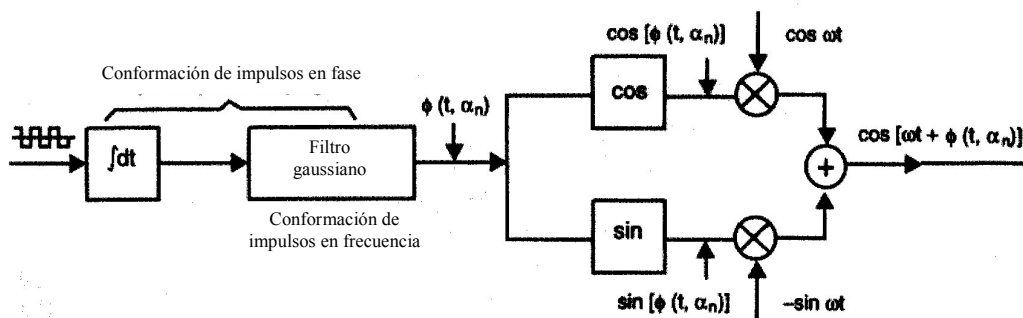 cos [ϕ (t, αn)]
cos ωt
Conformación de impulsos en fase
ϕ (t, αn)
cos
∫dt
Filtro
gaussiano
cos [ωt + ϕ (t, αn)]
+
Conformación de
impulsos en frecuencia
sin
sin [ϕ (t, αn)]
–sin ωt